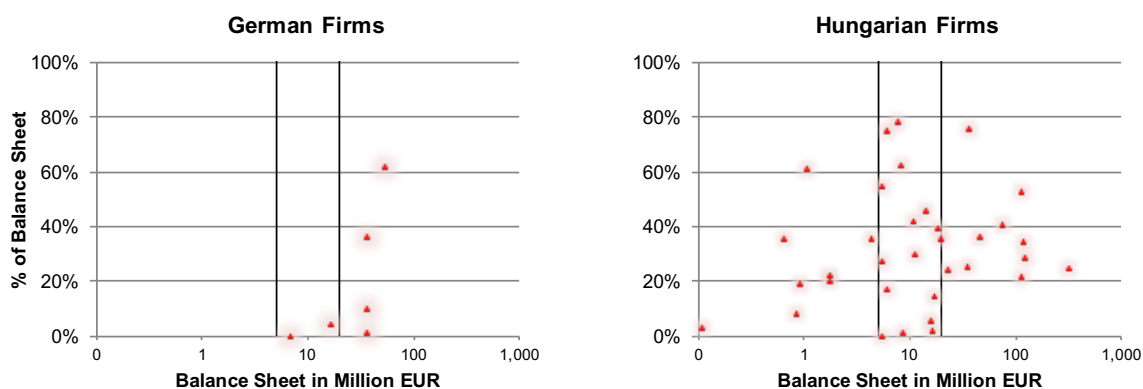 German Firms
100%
80%
60%
40%
20%
0%
% of Balance Sheet
0 1 10 100 1,000
Balance Sheet in Million EUR
Hungarian Firms
100%
80%
60%
40%
20%
0%
0 1 10 100 1,000
Balance Sheet in Million EUR